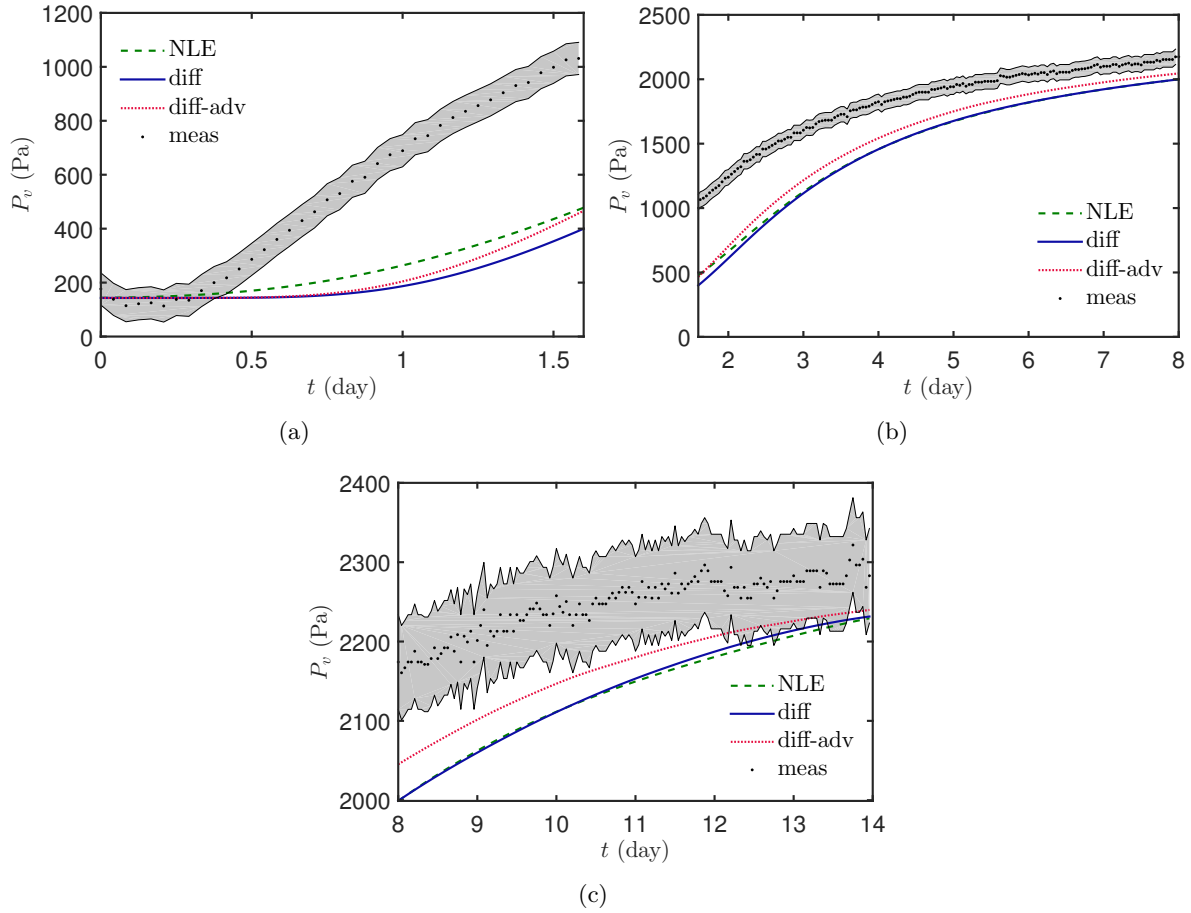 1200
1000
800
600
400
200
0
P_v (Pa)
NLE
diff
diff-adv
meas
0 0.5 1 1.5
t (day)
(a)
2500
2000
1500
1000
500
0
P_v (Pa)
NLE
diff
diff-adv
meas
2 3 4 5 6 7 8
t (day)
(b)
2400
2300
2200
2100
2000
P_v (Pa)
NLE
diff
diff-adv
meas
8 9 10 11 12 13 14
t (day)
(c)